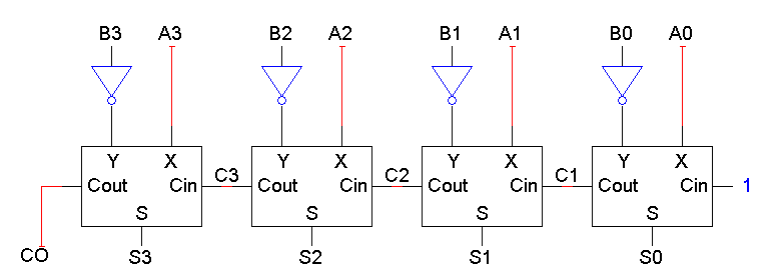 B3 A3 B2 A2 B1 A1 B0 A0
Y X Y X Y X Y X
Cout Cin C3 Cout Cin C2 Cout Cin C1 Cout Cin 1
S S S S
CO S3 S2 S1 S0